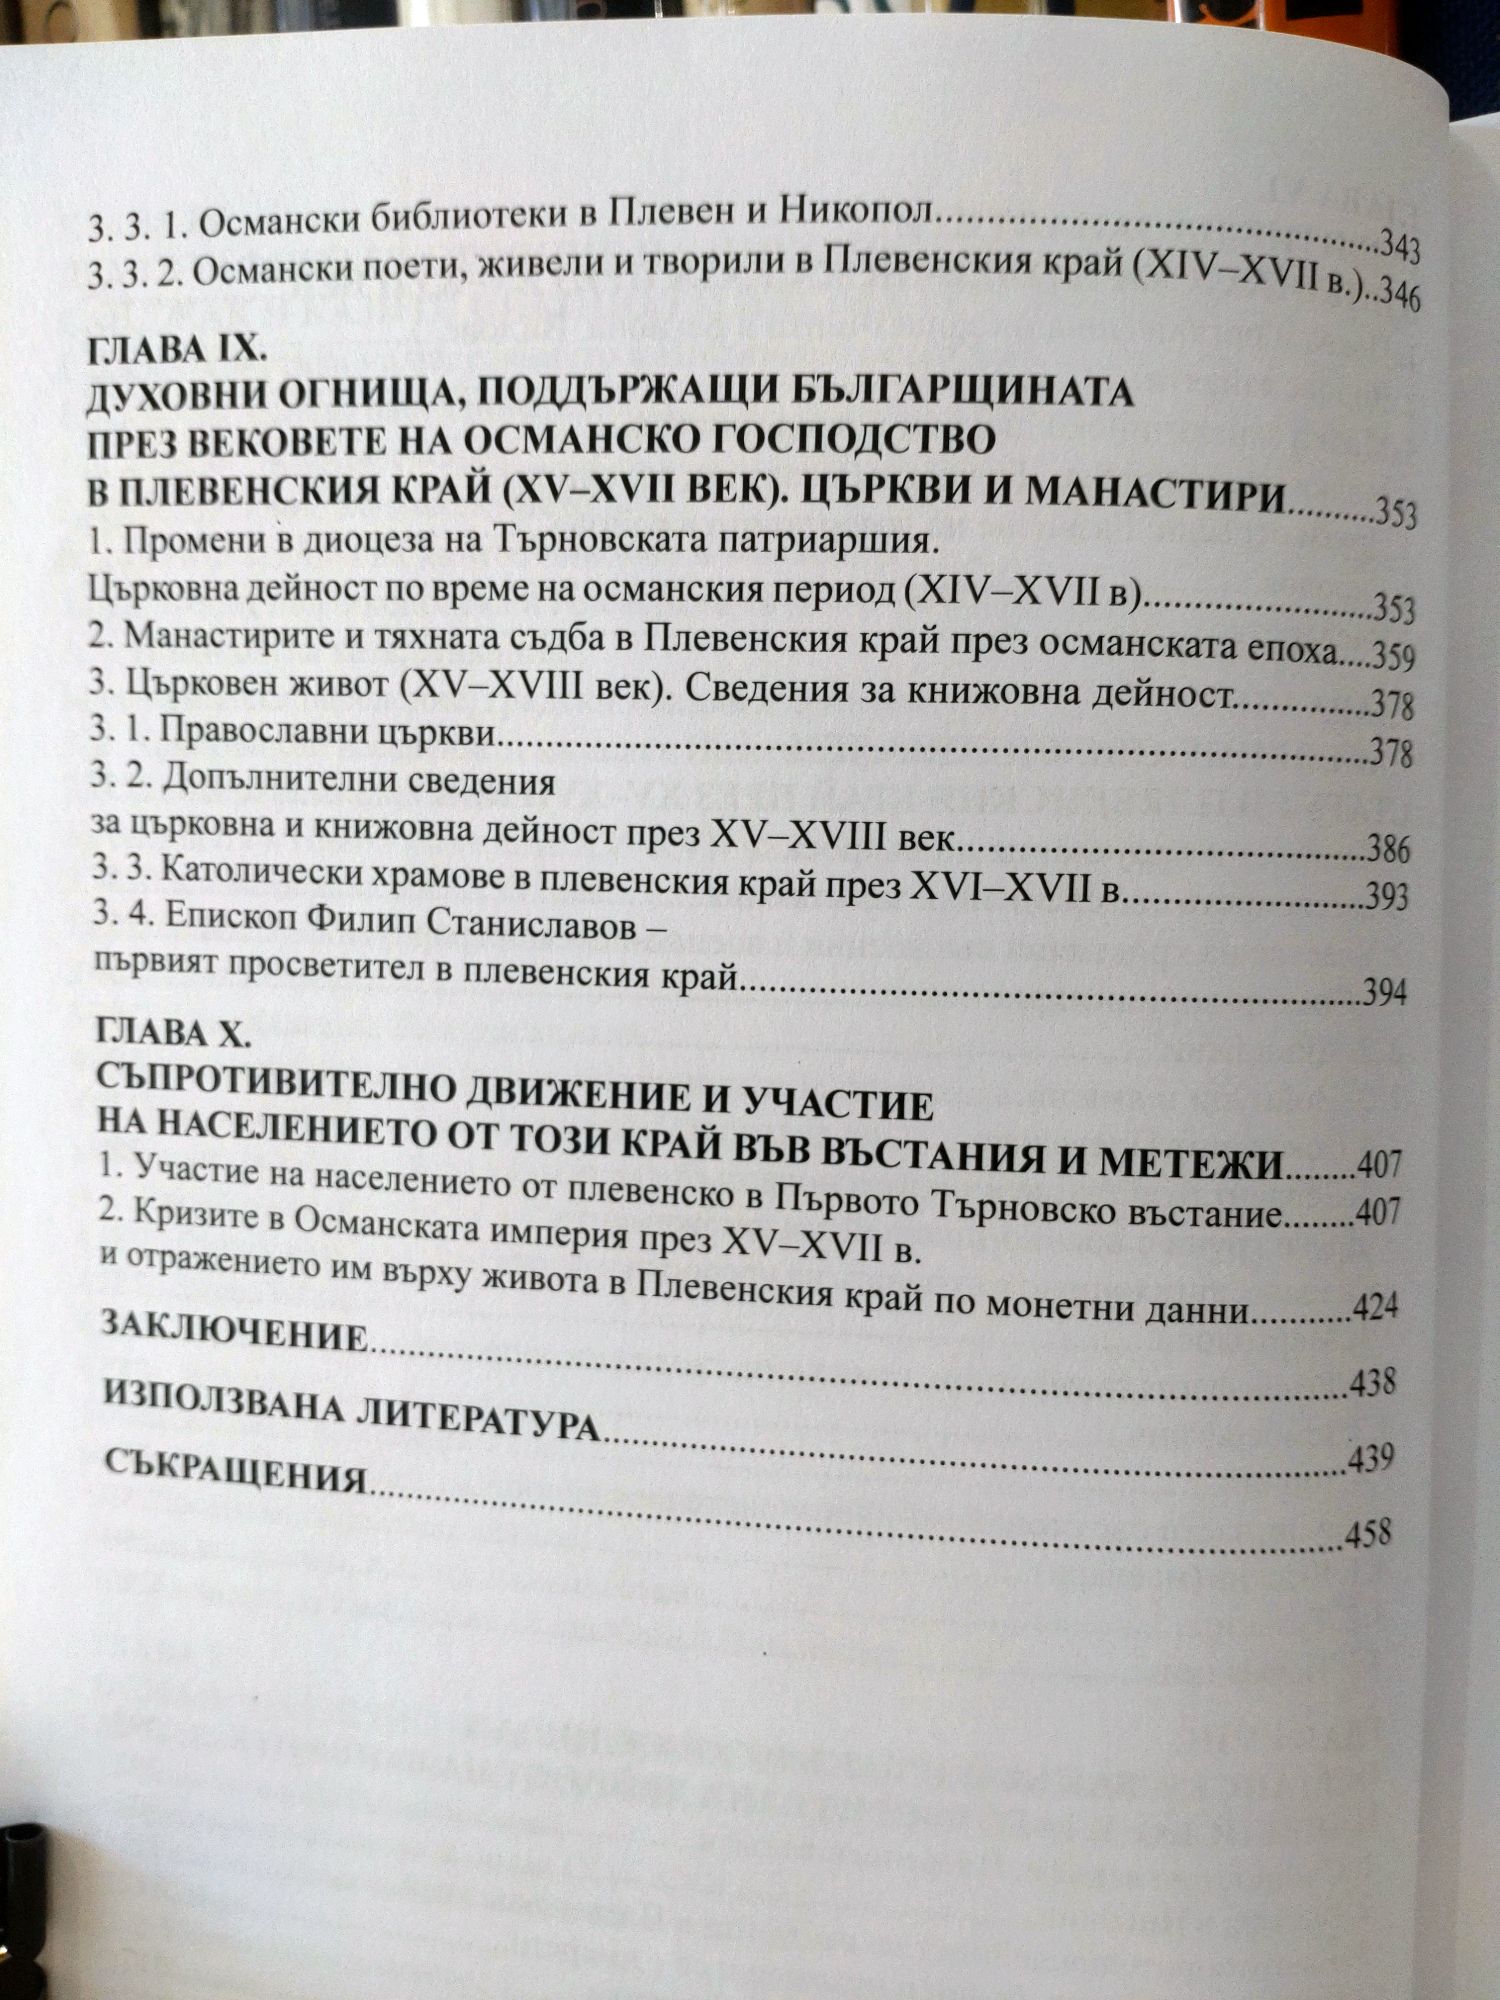 3. 3. 1. Османски библиотеки в Плевен и Никопол..........343
3. 3. 2. Османски поети, живели и творили в Плевенския край (XIV–XVII в.)..346
ГЛАВА IX.
ДУХОВНИ ОГНИЩА, ПОДДЪРЖАЩИ БЪЛГАРЩИНАТА
ПРЕЗ ВЕКОВЕТЕ НА ОСМАНСКО ГОСПОДСТВО
В ПЛЕВЕНСКИЯ КРАЙ (XV–XVII ВЕК). ЦЪРКВИ И МАНАСТИРИ..........353
1. Промени в диоцеза на Търновската патриаршия.
Църковна дейност по време на османския период (XIV–XVII в)..........353
2. Манастирите и тяхната съдба в Плевенския край през османската епоха....359
3. Църковен живот (XV–XVIII век). Сведения за книжовна дейност..........378
3. 1. Православни църкви..........378
3. 2. Допълнителни сведения
за църковна и книжовна дейност през XV–XVIII век..........386
3. 3. Католически храмове в плевенския край през XVI–XVII в..........393
3. 4. Епископ Филип Станиславов –
първият просветител в плевенския край..........394
ГЛАВА X.
СЪПРОТИВИТЕЛНО ДВИЖЕНИЕ И УЧАСТИЕ
НА НАСЕЛЕНИЕТО ОТ ТОЗИ КРАЙ ВЪВ ВЪСТАНИЯ И МЕТЕЖИ........407
1. Участие на населението от плевенско в Първото Търновско въстание........407
2. Кризите в Османската империя през XV–XVII в.
и отражението им върху живота в Плевенския край по монетни данни..........424
ЗАКЛЮЧЕНИЕ..........438
ИЗПОЛЗВАНА ЛИТЕРАТУРА..........439
СЪКРАЩЕНИЯ..........458